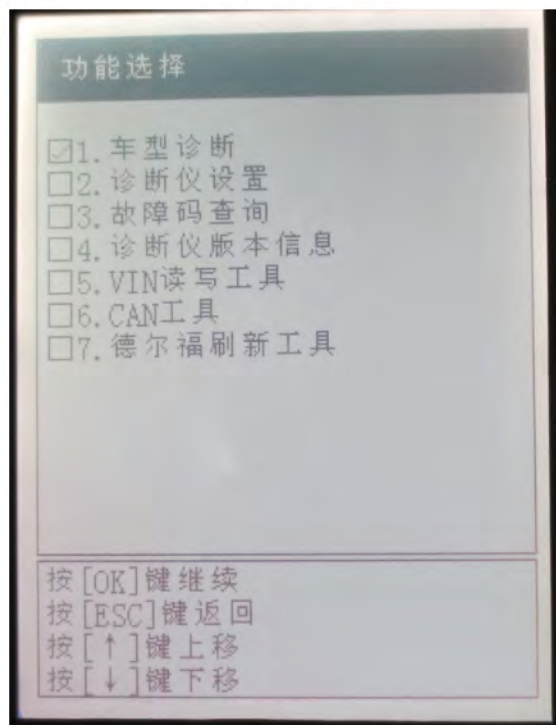 功能选择
☑1.车型诊断
□2.诊断仪设置
□3.故障码查询
□4.诊断仪版本信息
□5.VIN读写工具
□6.CAN工具
□7.德尔福刷新工具
按[OK]键继续
按[ESC]键返回
按[↑]键上移
按[↓]键下移